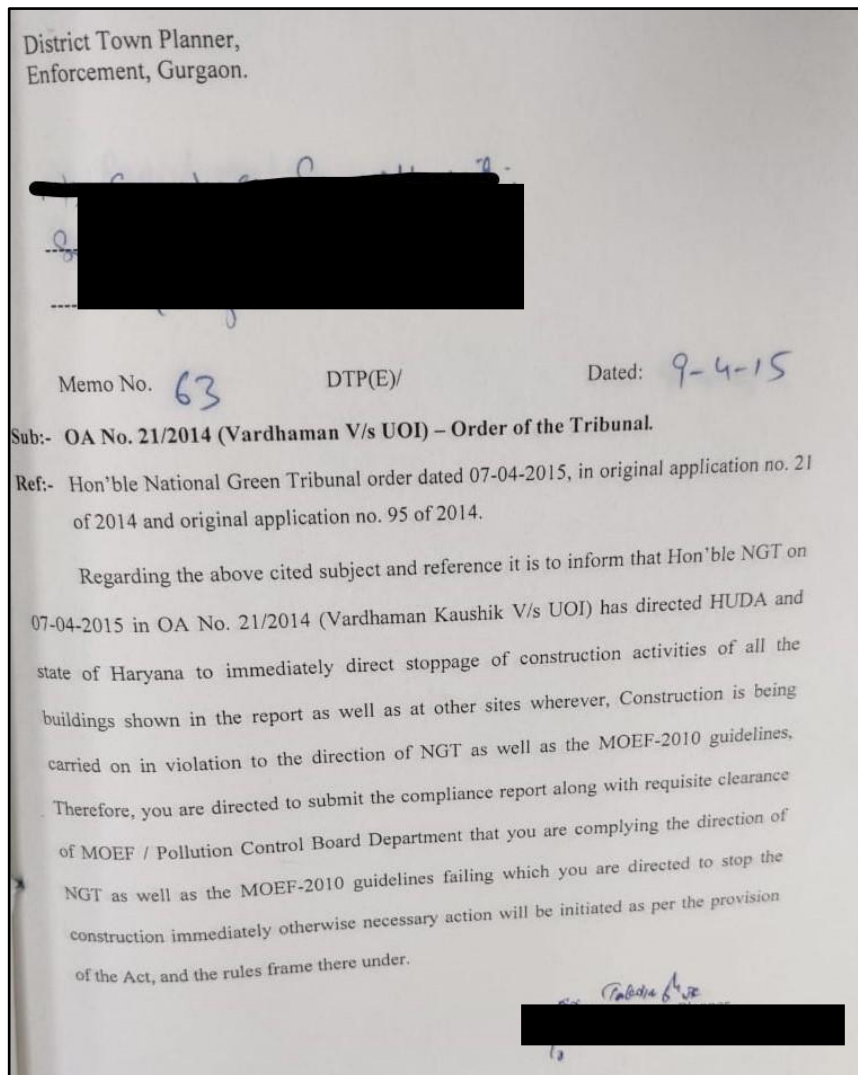 District Town Planner,
Enforcement, Gurgaon.
Memo No. 63 DTP(E)/ Dated: 9-4-15
Sub:- OA No. 21/2014 (Vardhaman V/s UOI) – Order of the Tribunal.
Ref:- Hon'ble National Green Tribunal order dated 07-04-2015, in original application no. 21
of 2014 and original application no. 95 of 2014.
Regarding the above cited subject and reference it is to inform that Hon'ble NGT on
07-04-2015 in OA No. 21/2014 (Vardhaman Kaushik V/s UOI) has directed HUDA and
state of Haryana to immediately direct stoppage of construction activities of all the
buildings shown in the report as well as at other sites wherever, Construction is being
carried on in violation to the direction of NGT as well as the MOEF-2010 guidelines,
Therefore, you are directed to submit the compliance report along with requisite clearance
of MOEF / Pollution Control Board Department that you are complying the direction of
NGT as well as the MOEF-2010 guidelines failing which you are directed to stop the
construction immediately otherwise necessary action will be initiated as per the provision
of the Act, and the rules frame there under.